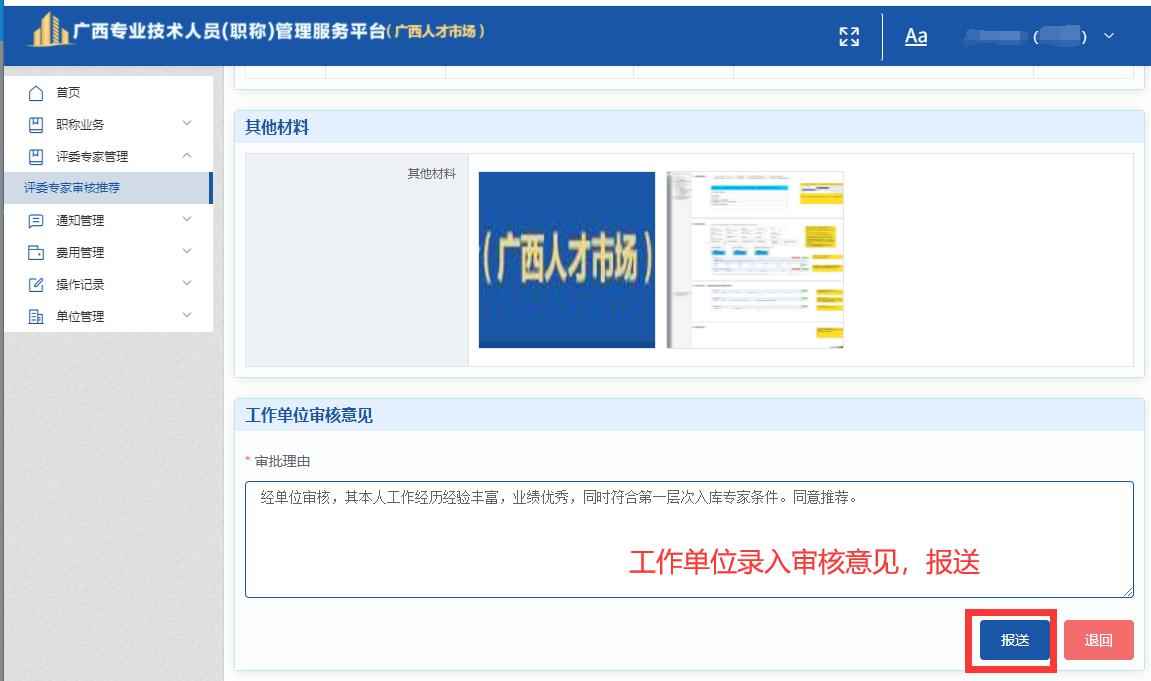 广西专业技术人员(职称)管理服务平台(广西人才市场)
Aa
( )
首页
职称业务
评委专家管理
评委专家审核推荐
通知管理
费用管理
操作记录
单位管理
其他材料
其他材料
(广西人才市场)
工作单位审核意见
* 审批理由
经单位审核，其本人工作经历经验丰富，业绩优秀，同时符合第一层次入库专家条件。同意推荐。
工作单位录入审核意见，报送
报送
退回